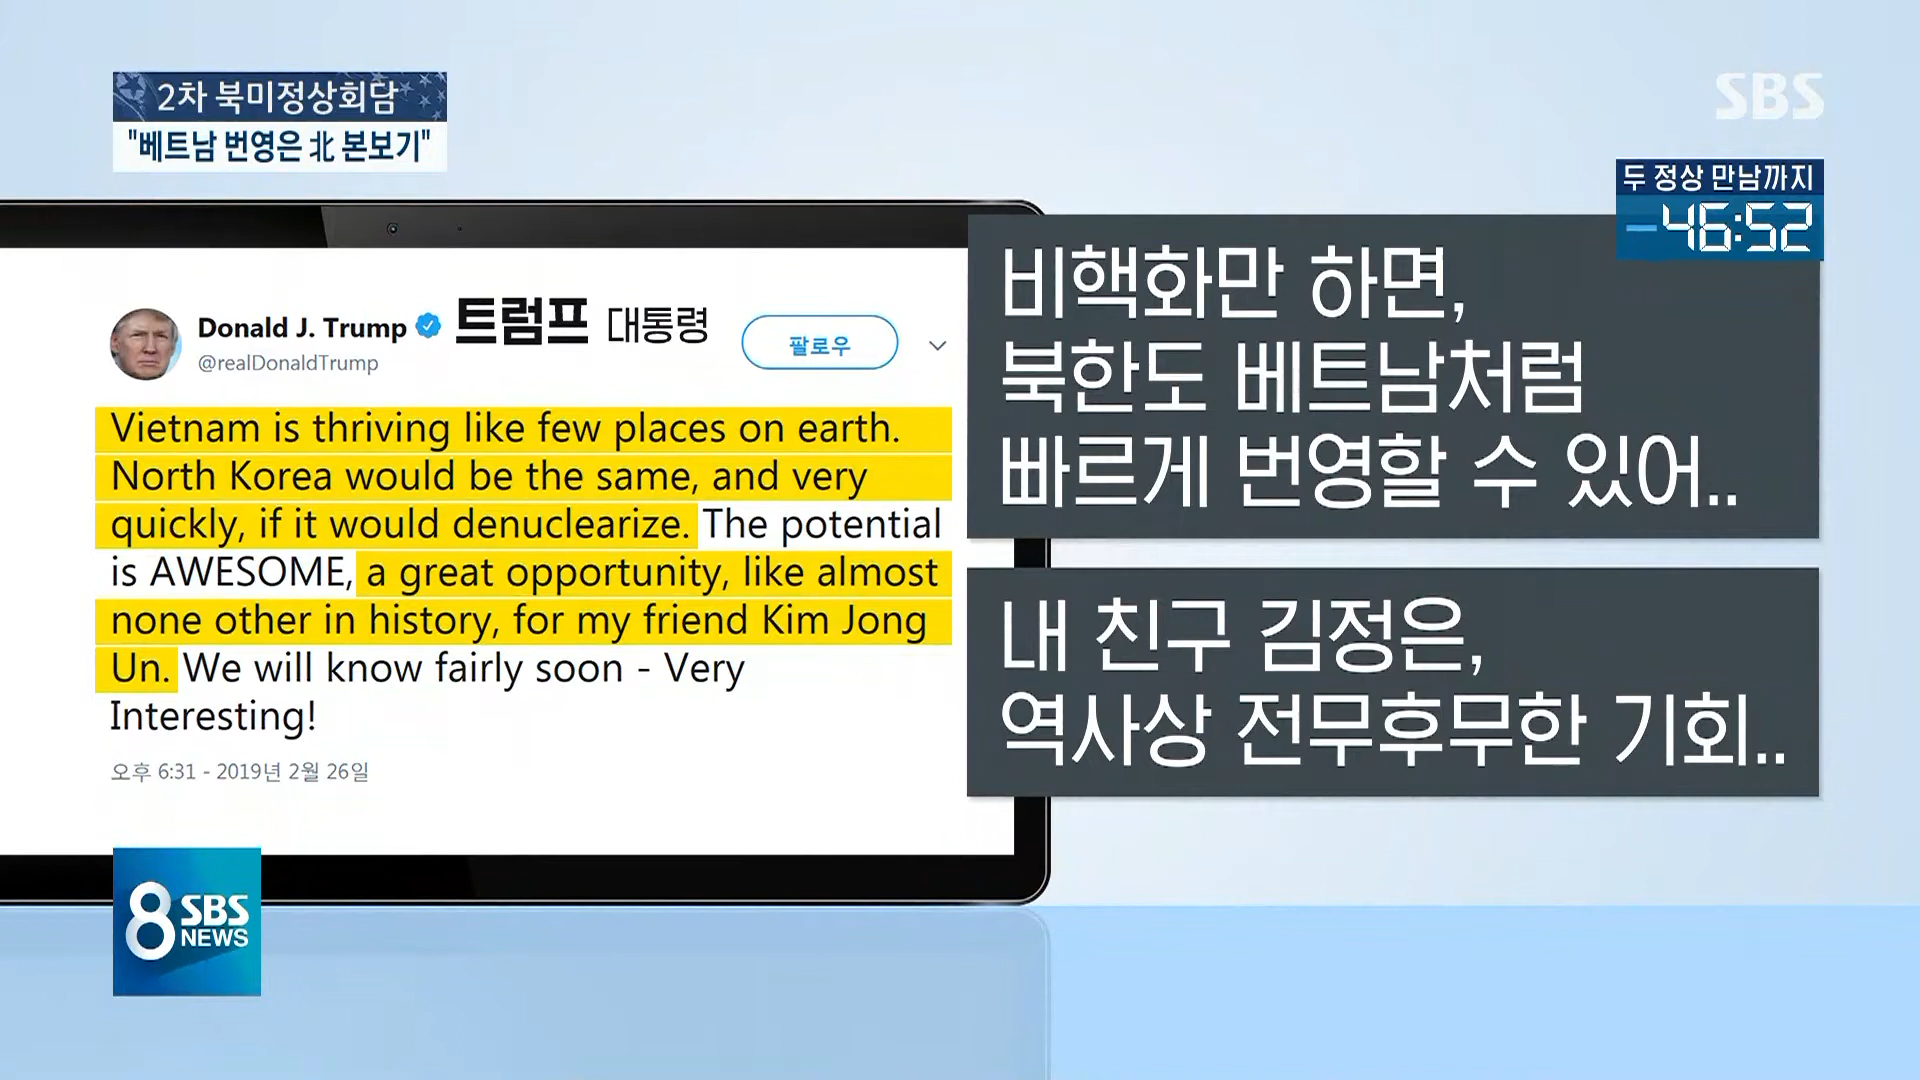 2차 북미정상회담
"베트남 번영은 北 본보기"
SBS
두 정상 만남까지
-46:52
Donald J. Trump 트럼프 대통령
@realDonaldTrump
팔로우
Vietnam is thriving like few places on earth.
North Korea would be the same, and very
quickly, if it would denuclearize. The potential
is AWESOME, a great opportunity, like almost
none other in history, for my friend Kim Jong
Un. We will know fairly soon - Very
Interesting!
오후 6:31 - 2019년 2월 26일
비핵화만 하면,
북한도 베트남처럼
빠르게 번영할 수 있어..
내 친구 김정은,
역사상 전무후무한 기회..
8 SBS
NEWS